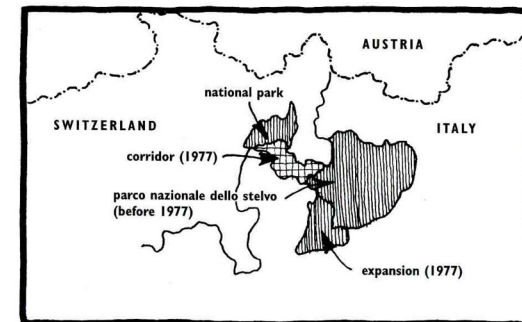 AUSTRIA
national park
SWITZERLAND
ITALY
corridor (1977)
parco nazionale dello stelvo
(before 1977)
expansion (1977)